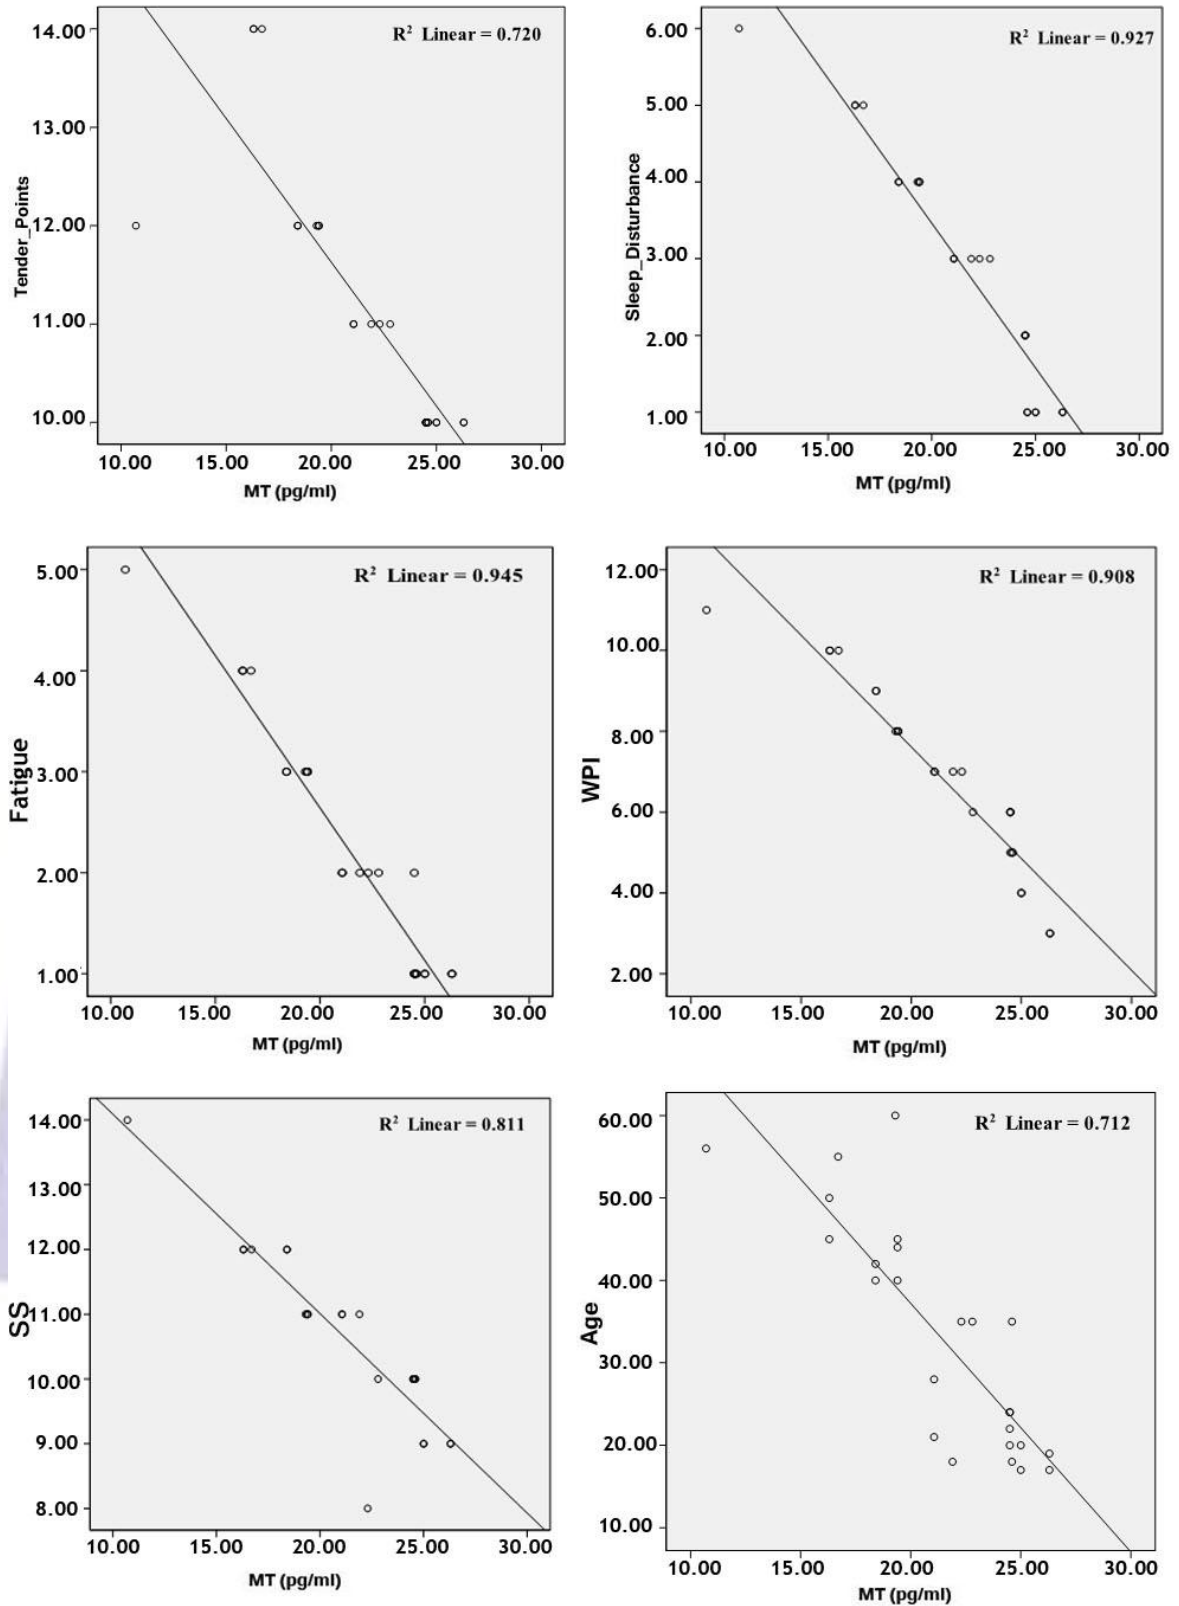 14.00
R² Linear = 0.720
13.00
12.00
11.00
10.00
Tender_Points
10.00 15.00 20.00 25.00 30.00
MT (pg/ml)
6.00
R² Linear = 0.927
5.00
4.00
3.00
2.00
1.00
Sleep_Disturbance
10.00 15.00 20.00 25.00 30.00
MT (pg/ml)
5.00
R² Linear = 0.945
4.00
3.00
2.00
1.00
Fatigue
10.00 15.00 20.00 25.00 30.00
MT (pg/ml)
12.00
R² Linear = 0.908
10.00
8.00
6.00
4.00
2.00
WPI
10.00 15.00 20.00 25.00 30.00
MT (pg/ml)
14.00
R² Linear = 0.811
13.00
12.00
11.00
10.00
9.00
8.00
SS
10.00 15.00 20.00 25.00 30.00
MT (pg/ml)
60.00
R² Linear = 0.712
50.00
40.00
30.00
20.00
10.00
Age
10.00 15.00 20.00 25.00 30.00
MT (pg/ml)